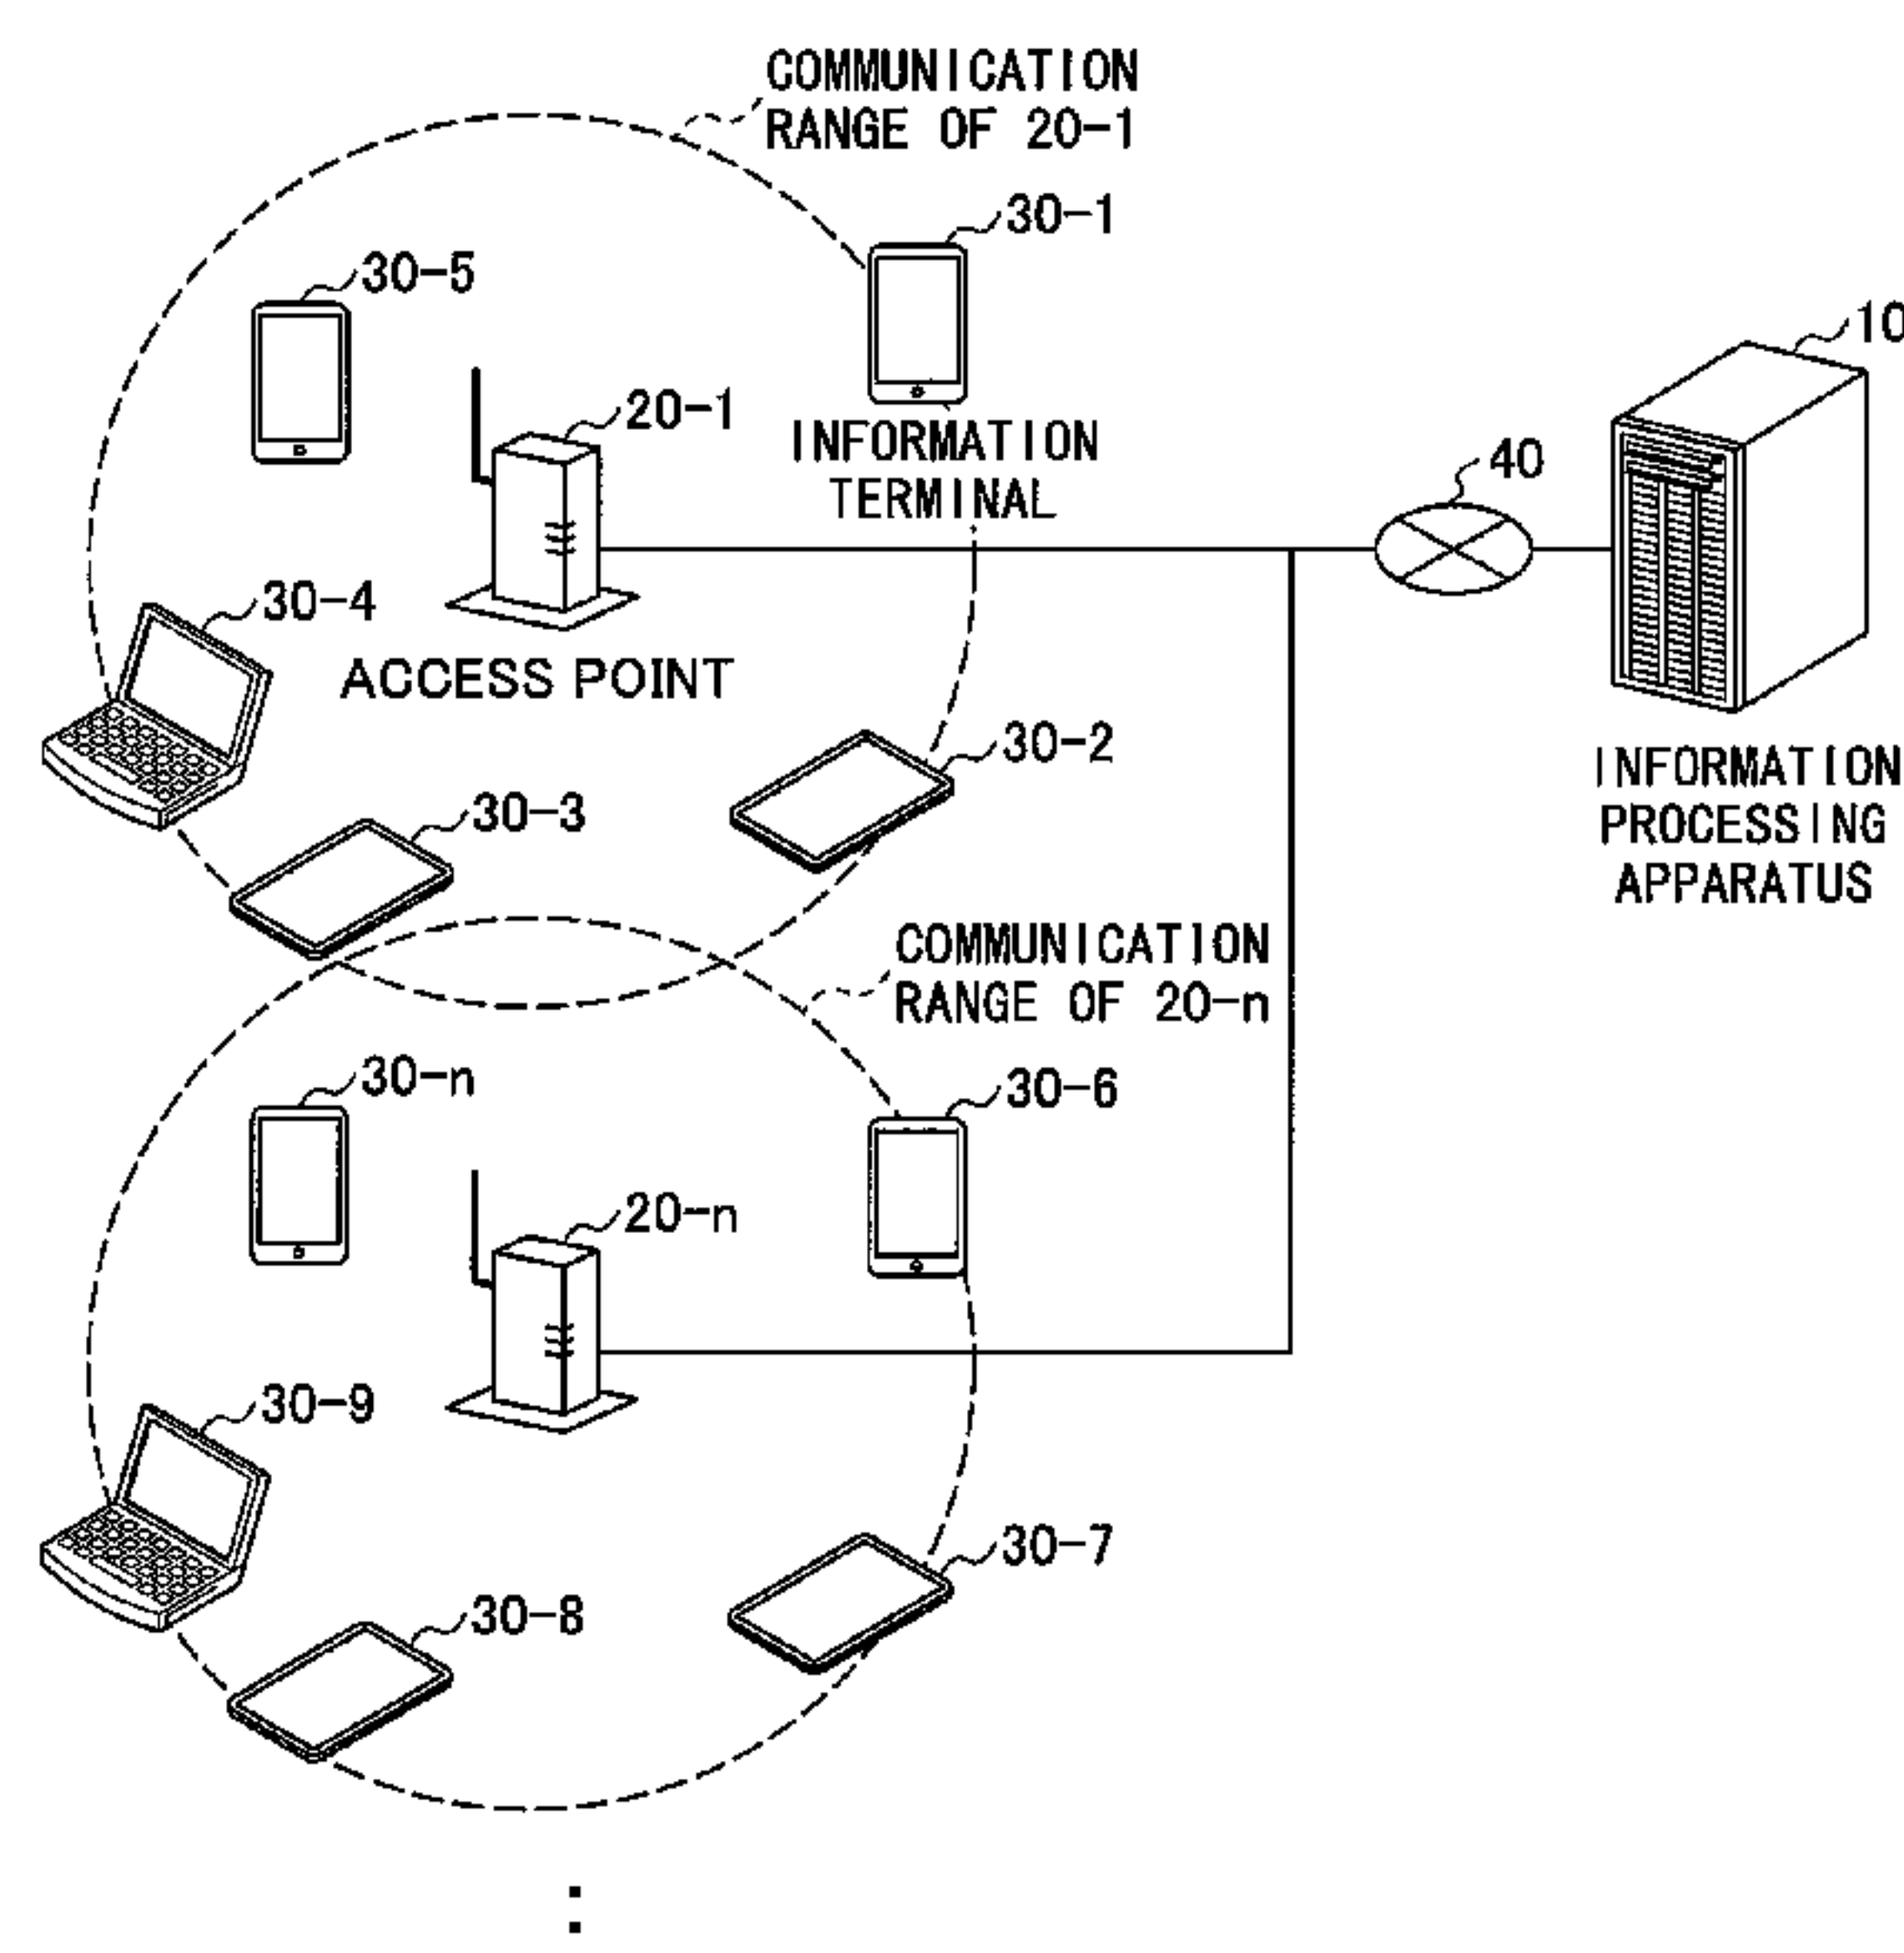 COMMUNICATION
RANGE OF 20-1
30-1
30-5
10
20-1
INFORMATION
TERMINAL
40
30-4
ACCESS POINT
30-2
INFORMATION
PROCESSING
APPARATUS
30-3
COMMUNICATION
RANGE OF 20-n
30-n
30-6
20-n
30-9
30-7
30-8
: